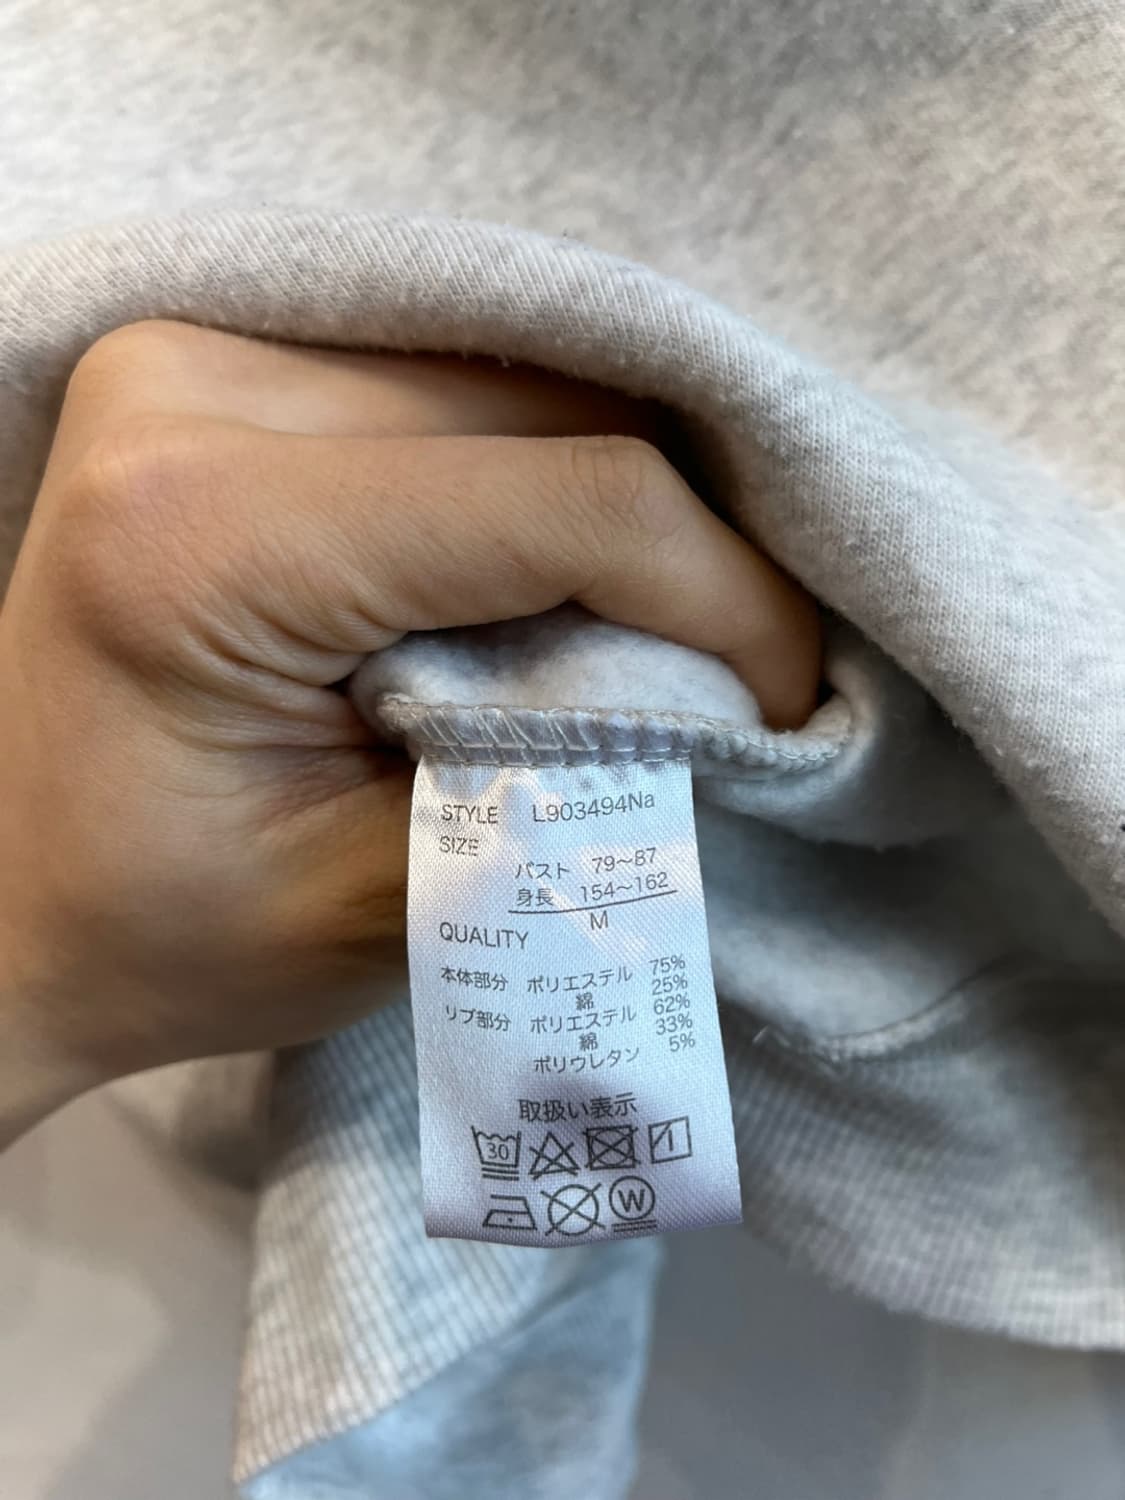 STYLE L903494Na
SIZE
バスト 79〜87
身長 154〜162
M
QUALITY
本体部分 ポリエステル 75%
綿 25%
リブ部分 ポリエステル 62%
綿 33%
ポリウレタン 5%
取扱い表示
30
W